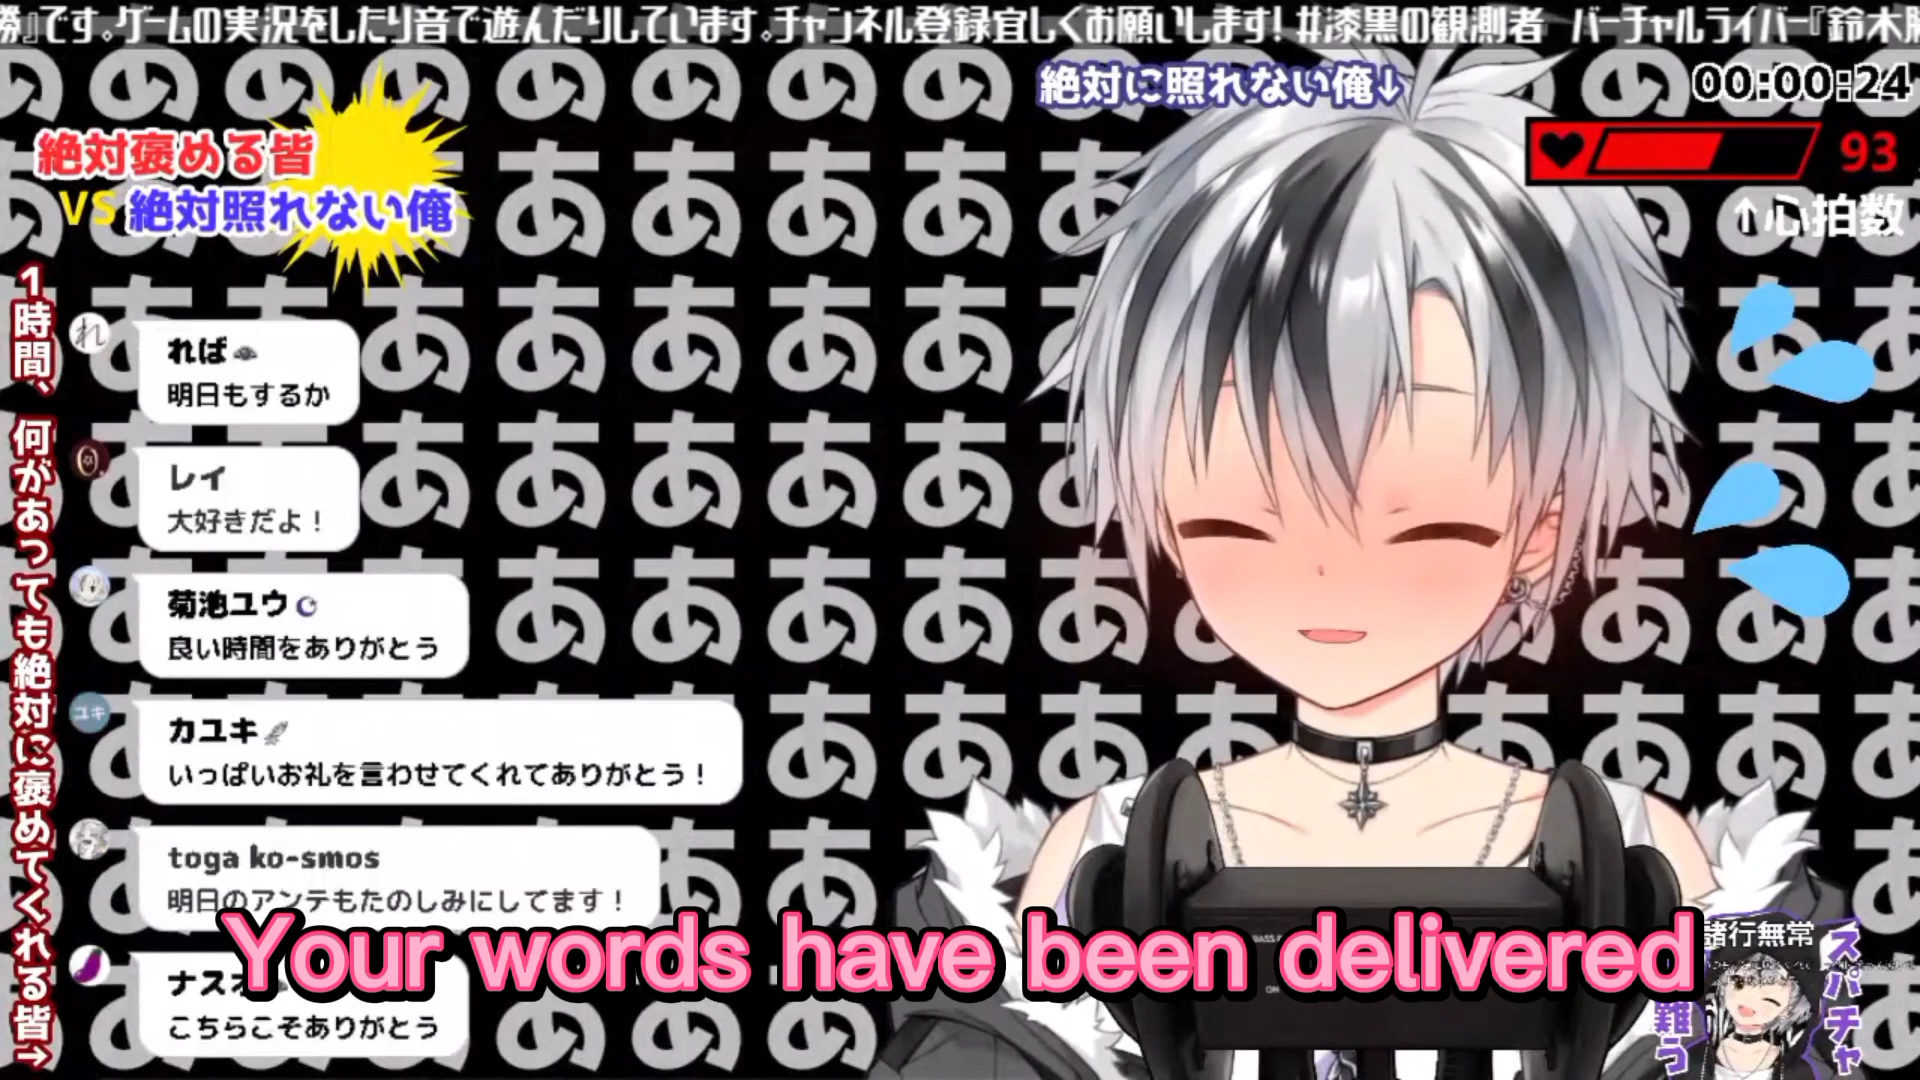 勝』です。ゲームの実況をしたり音で遊んだりしています。チャンネル登録宜しくお願いします！＃漆黒の観測者　バーチャルライバー『鈴木勝
絶対に照れない俺↓
00:00:24
93
↑心拍数
絶対褒める皆
VS 絶対照れない俺
1時間、何があっても絶対に褒めてくれる皆→
れ
れば
明日もするか
レイ
大好きだよ！
菊池ユウ
良い時間をありがとう
ユキ
カユキ
いっぱいお礼を言わせてくれてありがとう！
toga ko-smos
明日のアンテもたのしみにしてます！
ナスオ
こちらこそありがとう
Your words have been delivered
諸行無常
スパチャ
難う